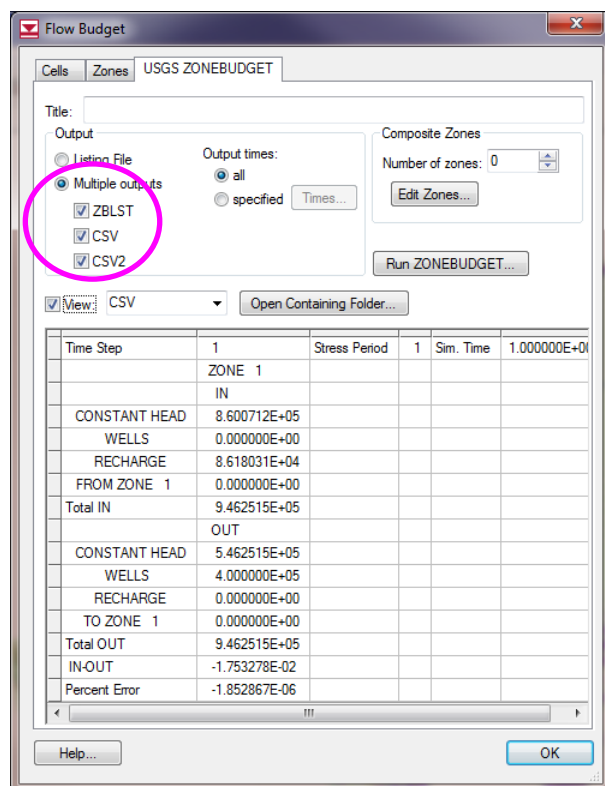 Flow Budget
Cells Zones USGS ZONEBUDGET
Title:
Output
Listing File
Multiple outputs
ZBLST
CSV
CSV2
Output times:
all
specified Times...
Composite Zones
Number of zones: 0
Edit Zones...
Run ZONEBUDGET...
View: CSV Open Containing Folder...
Time Step 1 Stress Period 1 Sim. Time 1.000000E+0
ZONE 1
IN
CONSTANT HEAD 8.600712E+05
WELLS 0.000000E+00
RECHARGE 8.618031E+04
FROM ZONE 1 0.000000E+00
Total IN 9.462515E+05
OUT
CONSTANT HEAD 5.462515E+05
WELLS 4.000000E+05
RECHARGE 0.000000E+00
TO ZONE 1 0.000000E+00
Total OUT 9.462515E+05
IN-OUT -1.753278E-02
Percent Error -1.852867E-06
Help... OK